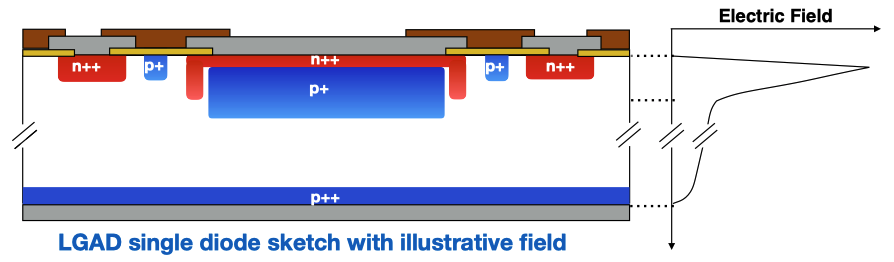 Electric Field
n++
p+
n++
p+
n++
p+
p++
LGAD single diode sketch with illustrative field